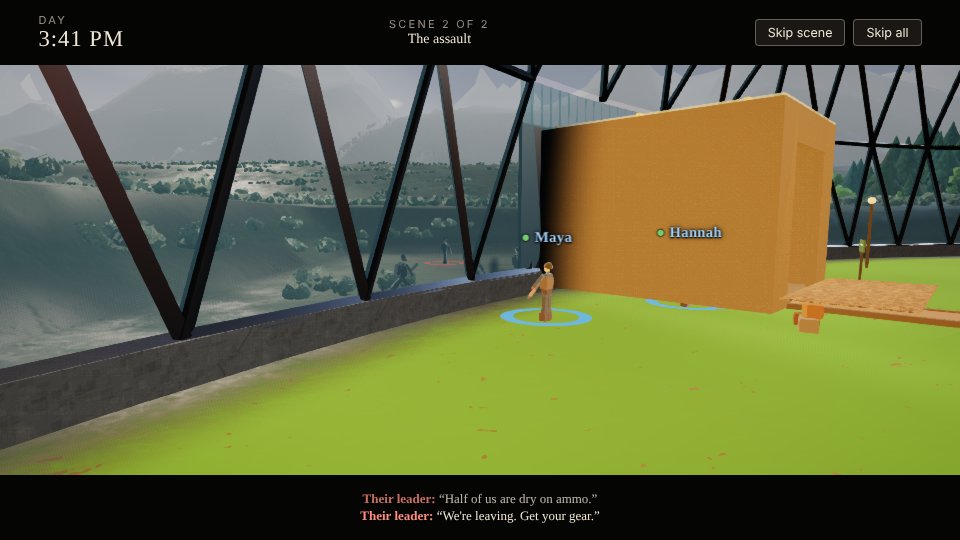 DAY
3:41 PM
SCENE 2 OF 2
The assault
Skip scene
Skip all
Maya
Hannah
Their leader: “Half of us are dry on ammo.”
Their leader: “We're leaving. Get your gear.”